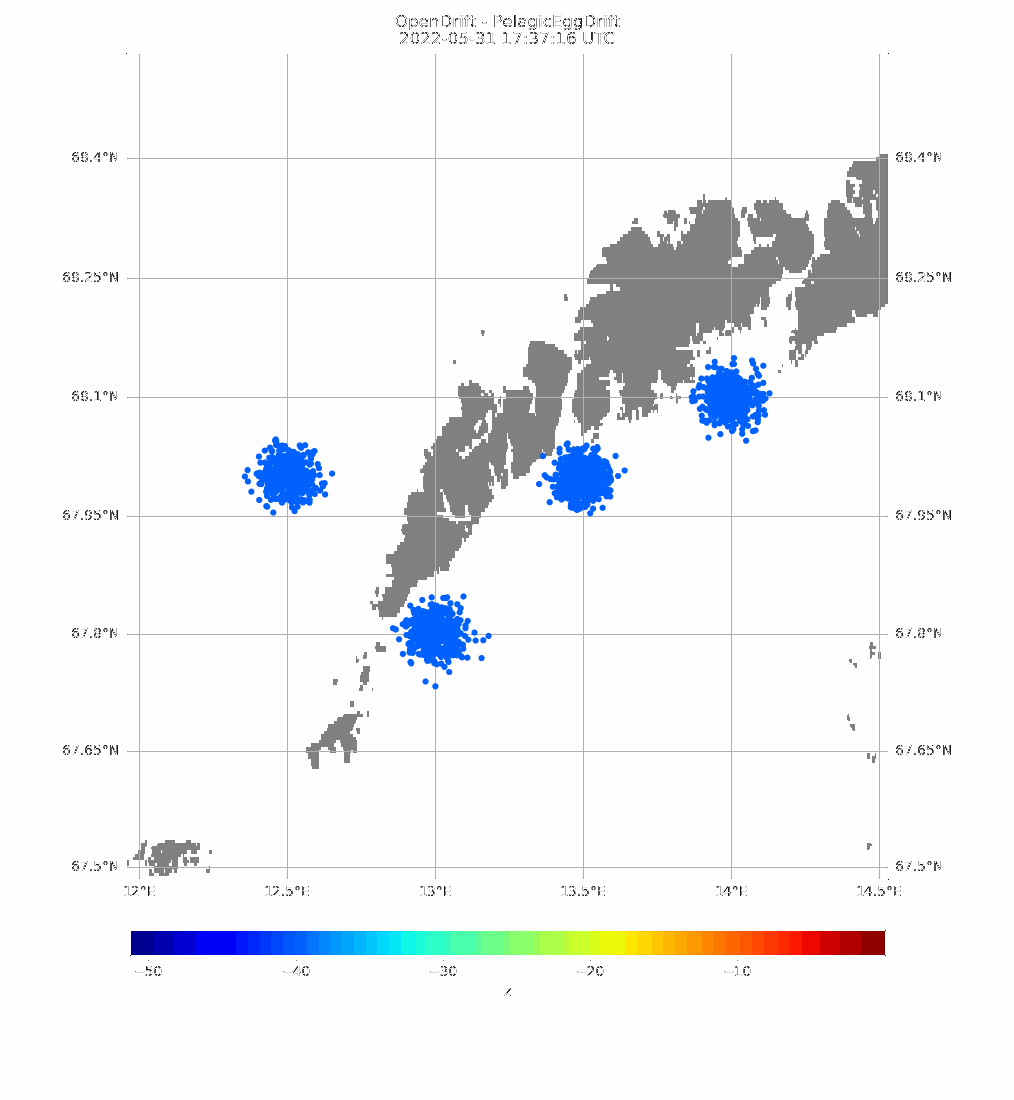 OpenDrift - PelagicEggDrift
2022-05-31 17:37:16 UTC
68.4°N 68.4°N
68.25°N 68.25°N
68.1°N 68.1°N
67.95°N 67.95°N
67.8°N 67.8°N
67.65°N 67.65°N
67.5°N 67.5°N
12°E 12.5°E 13°E 13.5°E 14°E 14.5°E
−50 −40 −30 −20 −10
z